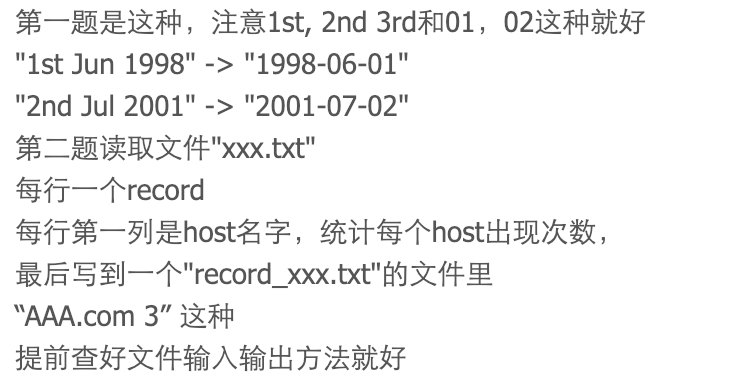 第一题是这种，注意1st, 2nd 3rd和01，02这种就好
"1st Jun 1998" -> "1998-06-01"
"2nd Jul 2001" -> "2001-07-02"
第二题读取文件"xxx.txt"
每行一个record
每行第一列是host名字，统计每个host出现次数，
最后写到一个"record_xxx.txt"的文件里
“AAA.com 3” 这种
提前查好文件输入输出方法就好